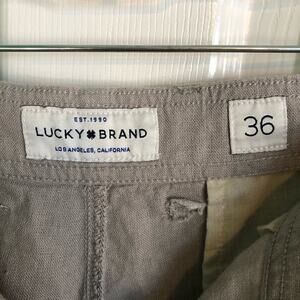 EST. 1990
LUCKY BRAND
LOS ANGELES, CALIFORNIA
36